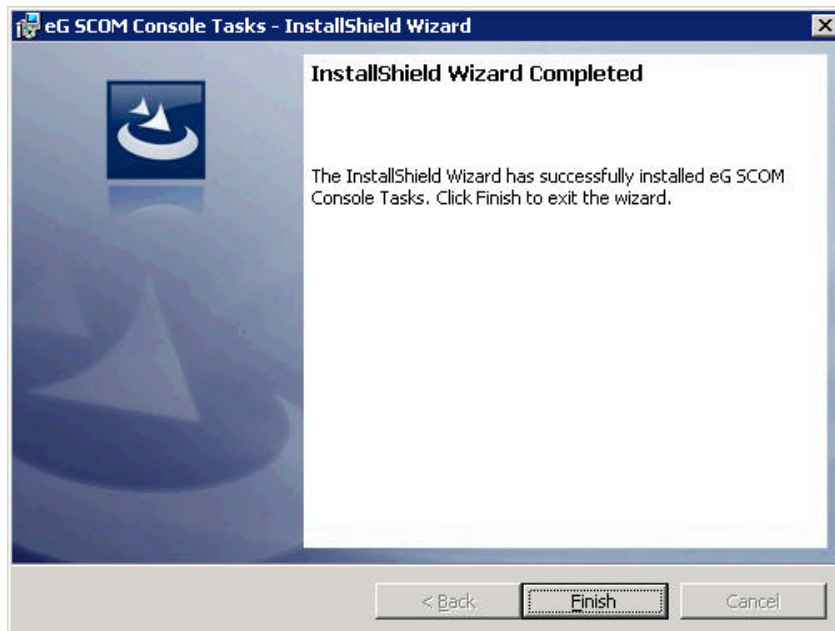 eG SCOM Console Tasks - InstallShield Wizard
InstallShield Wizard Completed
The InstallShield Wizard has successfully installed eG SCOM
Console Tasks. Click Finish to exit the wizard.
< Back Finish Cancel